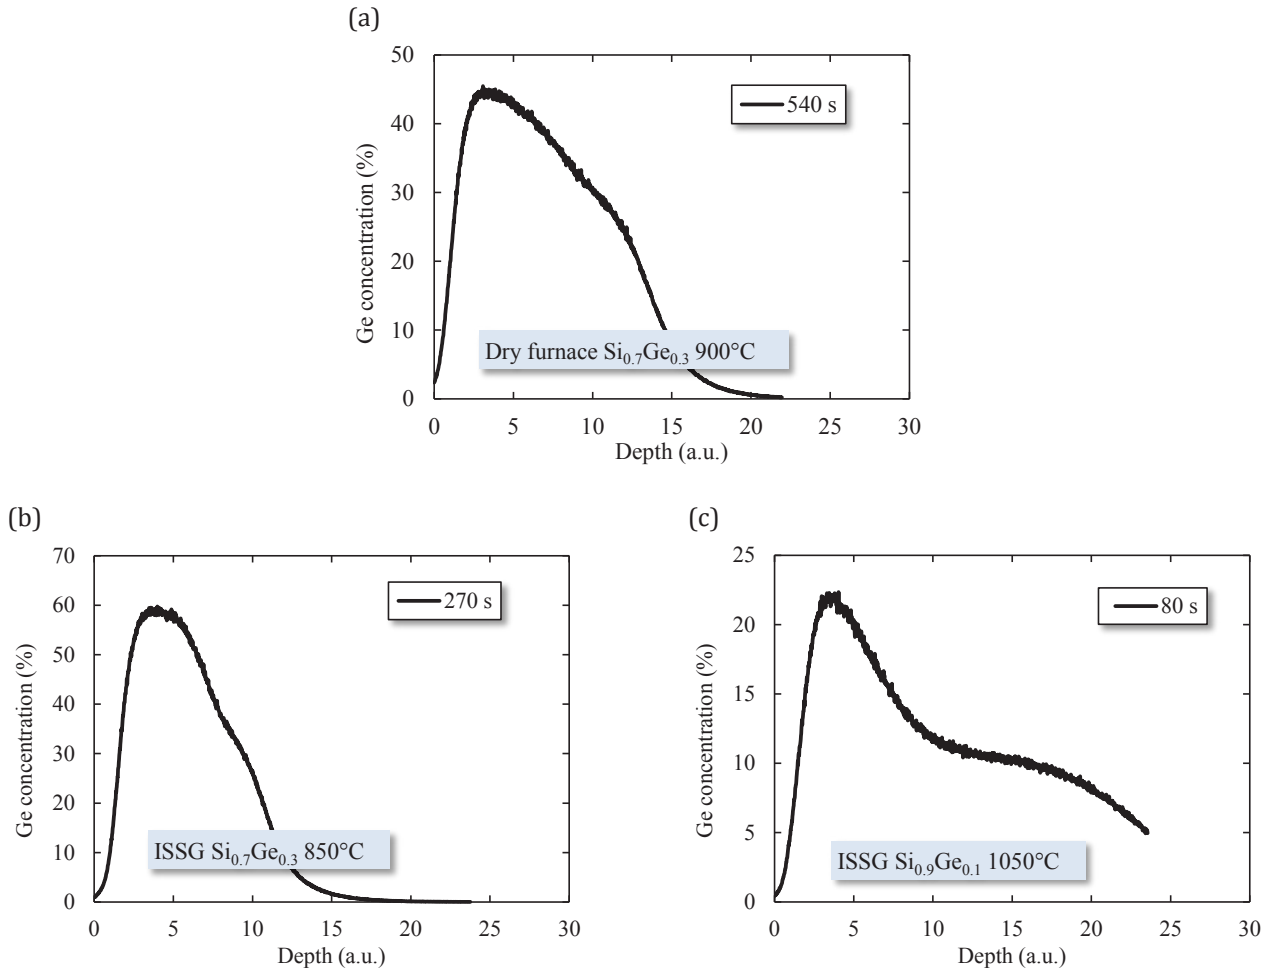 (a)
50
40
30
20
10
0
Ge concentration (%)
540 s
Dry furnace Si0.7Ge0.3 900°C
0 5 10 15 20 25 30
Depth (a.u.)
(b)
70
60
50
40
30
20
10
0
Ge concentration (%)
270 s
ISSG Si0.7Ge0.3 850°C
0 5 10 15 20 25 30
Depth (a.u.)
(c)
25
20
15
10
5
0
Ge concentration (%)
80 s
ISSG Si0.9Ge0.1 1050°C
0 5 10 15 20 25 30
Depth (a.u.)